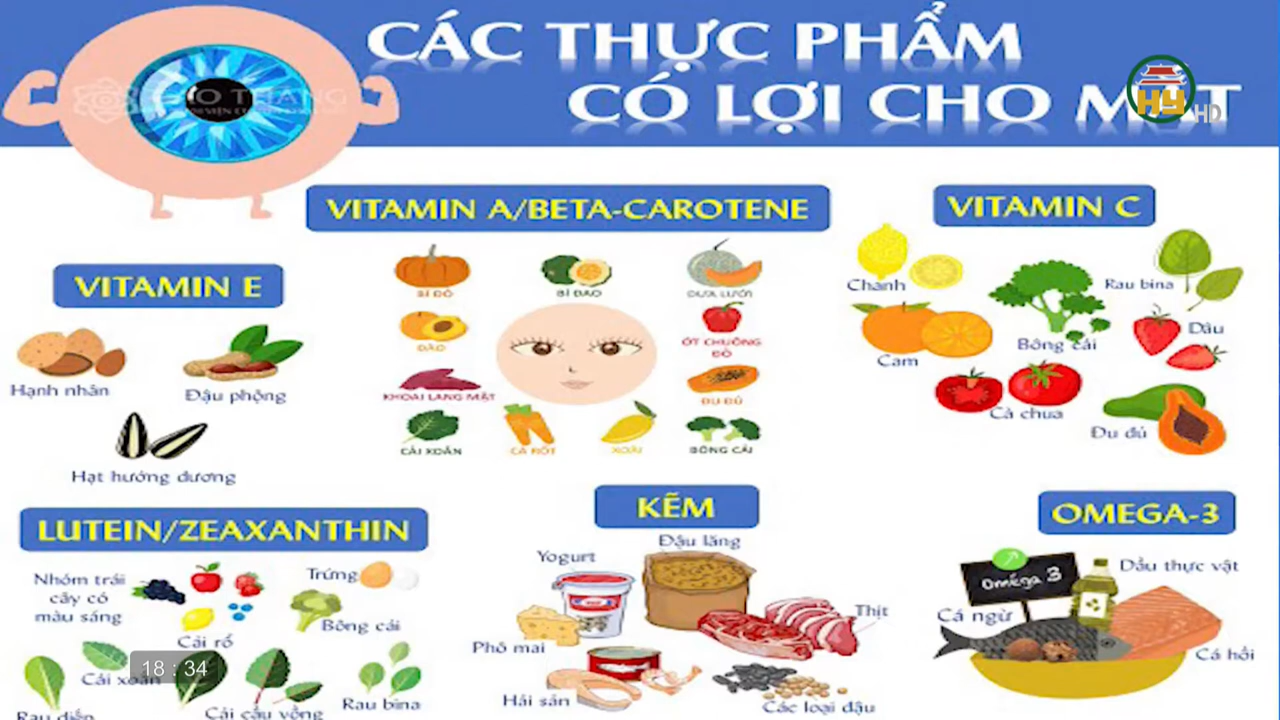 CÁC THỰC PHẨM
CÓ LỢI CHO MẮT
HY HD
VITAMIN A/BETA-CAROTENE
VITAMIN C
VITAMIN E
BÍ ĐỎ
BÍ ĐAO
DƯA LƯỚI
ĐÀO
ỚT CHUÔNG
ĐỎ
KHOAI LANG MẬT
ĐU ĐỦ
CẢI XOĂN
CÀ RỐT
XOÀI
BÔNG CẢI
Chanh
Rau bina
Dâu
Bông cải
Cam
Cà chua
Đu đủ
Hạnh nhân
Đậu phộng
Hạt hướng dương
LUTEIN/ZEAXANTHIN
KẼM
OMEGA-3
Nhóm trái
cây có
màu sáng
Trứng
Bông cải
Cải rổ
Cải xoăn
Rau diếp
Cải cầu vồng
Rau bina
18 : 34
Yogurt
Đậu lăng
Thịt
Phô mai
Hải sản
Các loại đậu
Omega 3
Dầu thực vật
Cá ngừ
Cá hồi